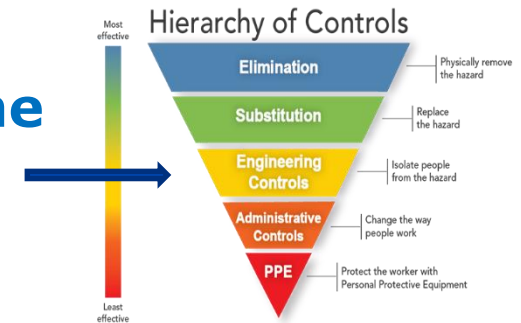 Hierarchy of Controls
Most
effective
ne
Elimination
Physically remove
the hazard
Substitution
Replace
the hazard
Engineering
Controls
Isolate people
from the hazard
Administrative
Controls
Change the way
people work
PPE
Protect the worker with
Personal Protective Equipment
Least
effective